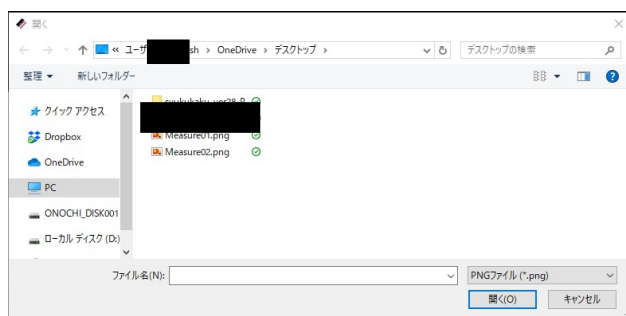 開く
« ユーザ sh › OneDrive › デスクトップ ›
デスクトップの検索
整理 新しいフォルダー
クイック アクセス
Dropbox
OneDrive
PC
ONOCHI_DISK001
ローカル ディスク (D:)
Measure01.png
Measure02.png
ファイル名(N):
PNGファイル (*.png)
開く(O) キャンセル